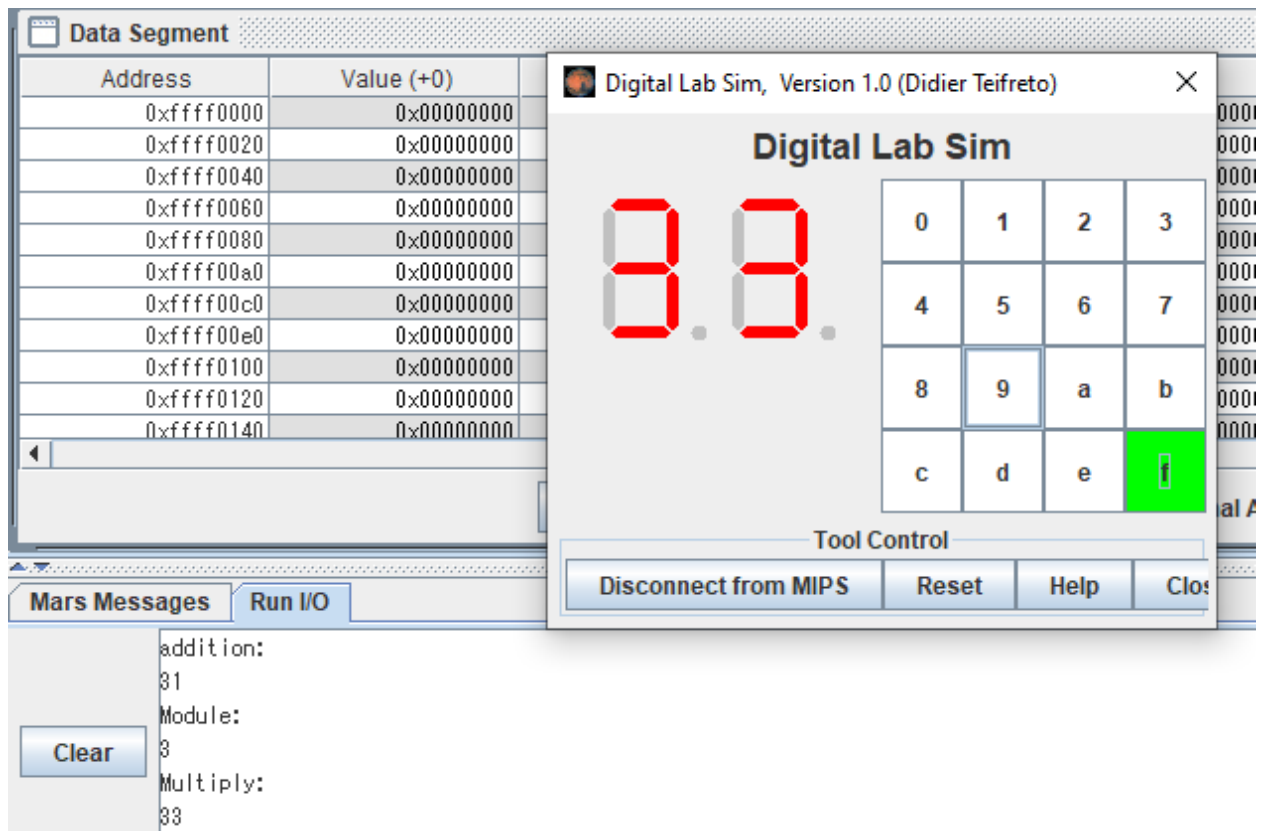 Data Segment
Address Value (+0)
0xffff0000 0x00000000
0xffff0020 0x00000000
0xffff0040 0x00000000
0xffff0060 0x00000000
0xffff0080 0x00000000
0xffff00a0 0x00000000
0xffff00c0 0x00000000
0xffff00e0 0x00000000
0xffff0100 0x00000000
0xffff0120 0x00000000
0xffff0140 0x00000000
Digital Lab Sim, Version 1.0 (Didier Teifreto)
Digital Lab Sim
33
0 1 2 3
4 5 6 7
8 9 a b
c d e f
Tool Control
Disconnect from MIPS Reset Help
Mars Messages Run I/O
Clear
addition:
31
Module:
3
Multiply:
33